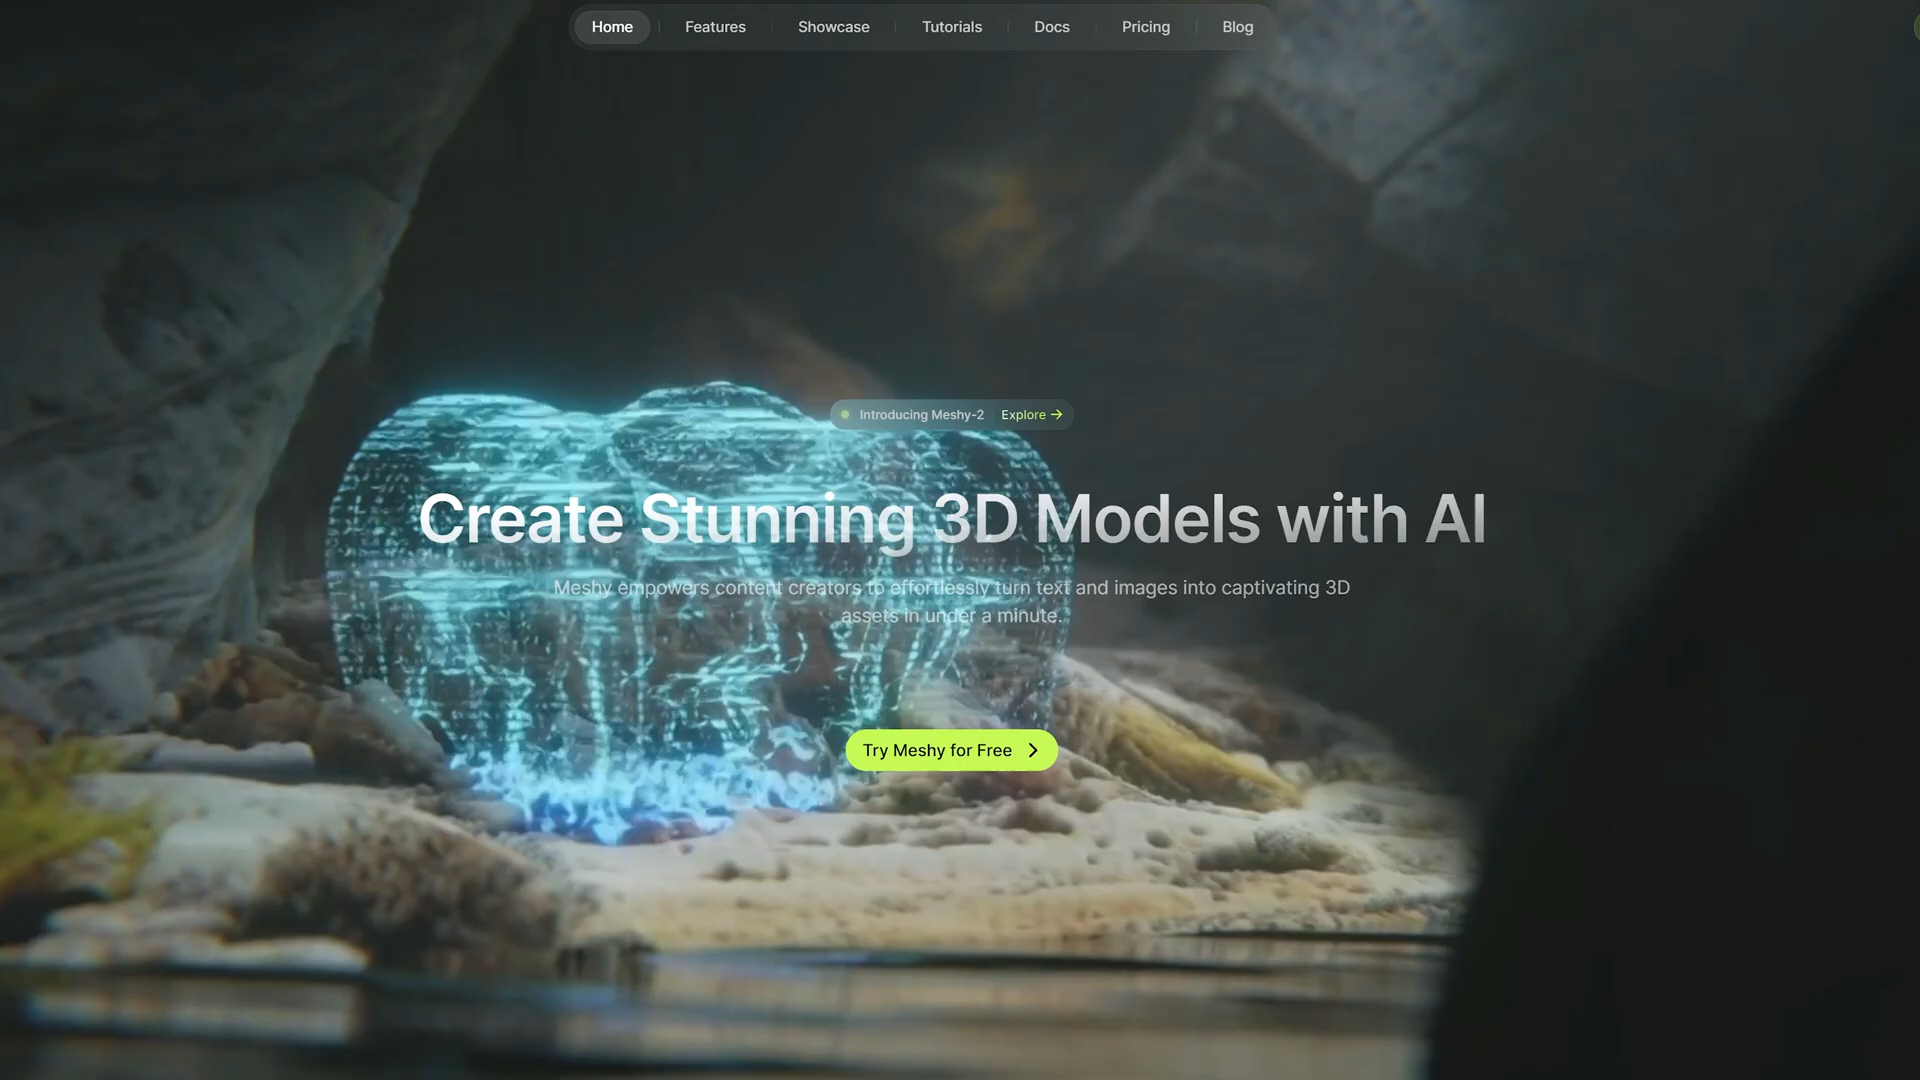 Home
Features
Showcase
Tutorials
Docs
Pricing
Blog
Introducing Meshy-2 Explore →
Create Stunning 3D Models with AI
Meshy empowers content creators to effortlessly turn text and images into captivating 3D
assets in under a minute.
Try Meshy for Free